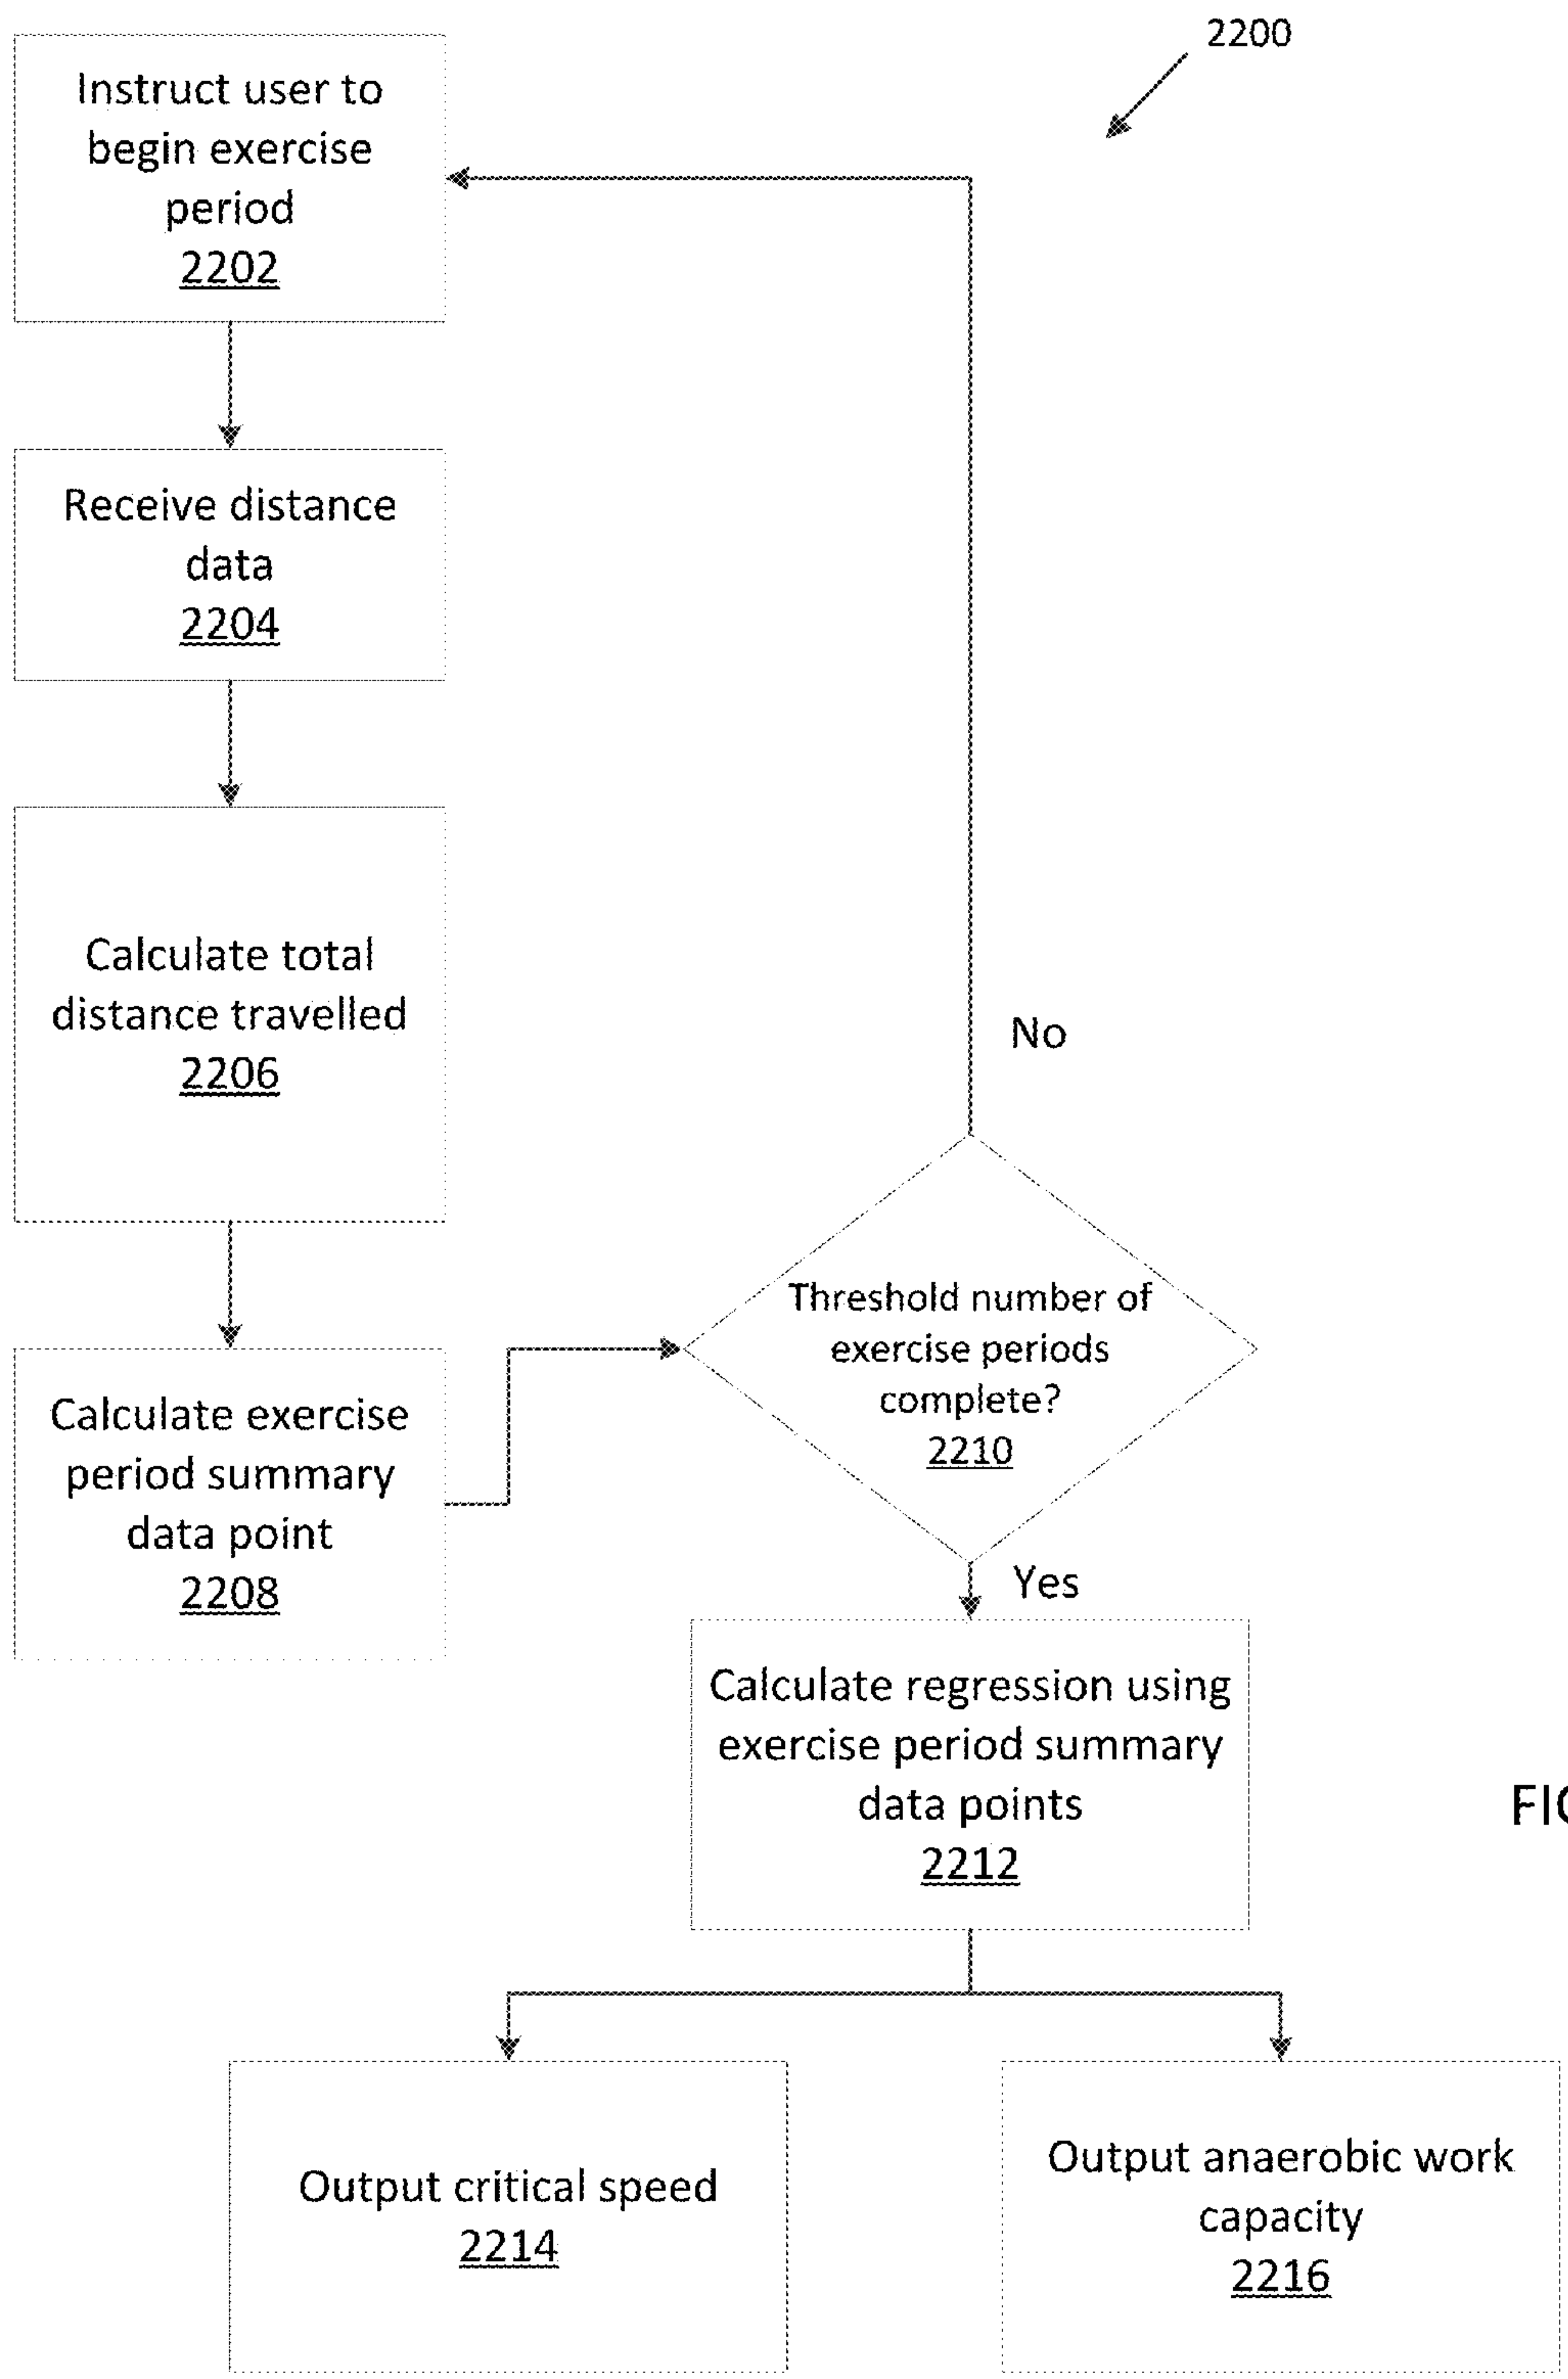 2200
Instruct user to
begin exercise
period
2202
Receive distance
data
2204
Calculate total
distance travelled
2206
No
Threshold number of
exercise periods
complete?
2210
Calculate exercise
period summary
data point
2208
Yes
Calculate regression using
exercise period summary
data points
2212
Output critical speed
2214
Output anaerobic work
capacity
2216